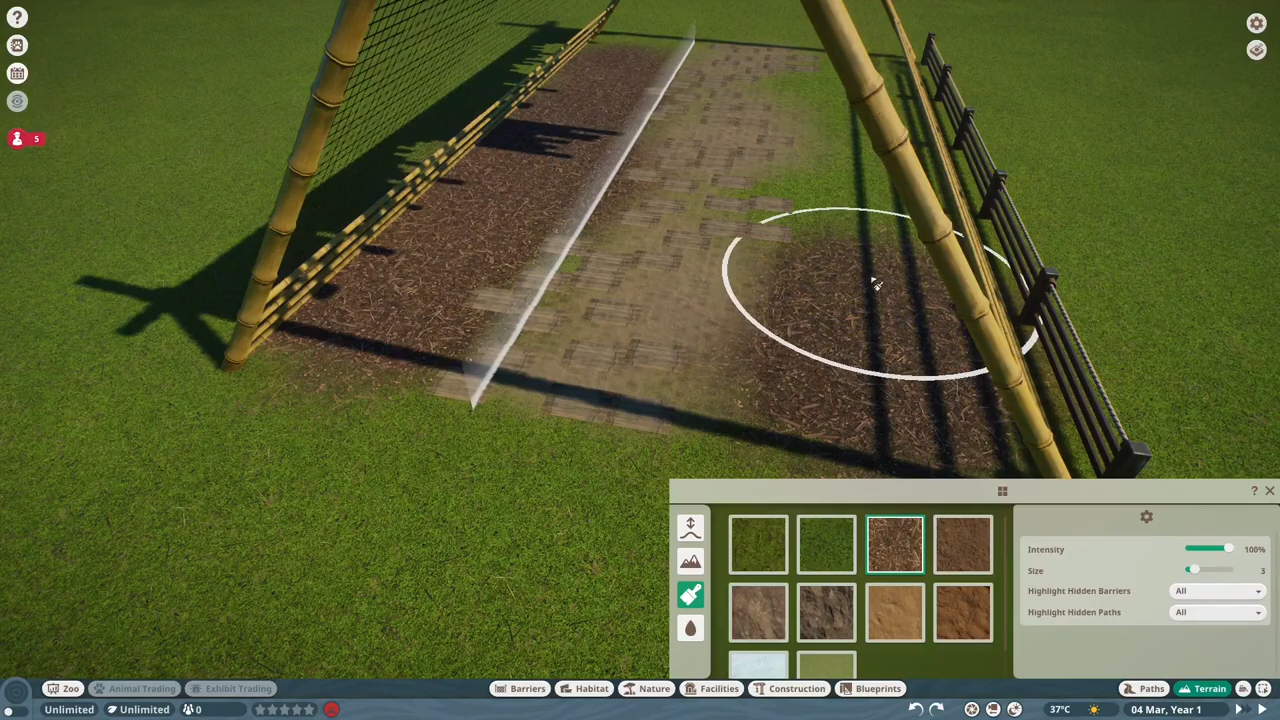 ?
5
?
Intensity 100%
Size 3
Highlight Hidden Barriers All
Highlight Hidden Paths All
Zoo Animal Trading Exhibit Trading Barriers Habitat Nature Facilities Construction Blueprints Paths Terrain
Unlimited Unlimited 0 37°C 04 Mar, Year 1